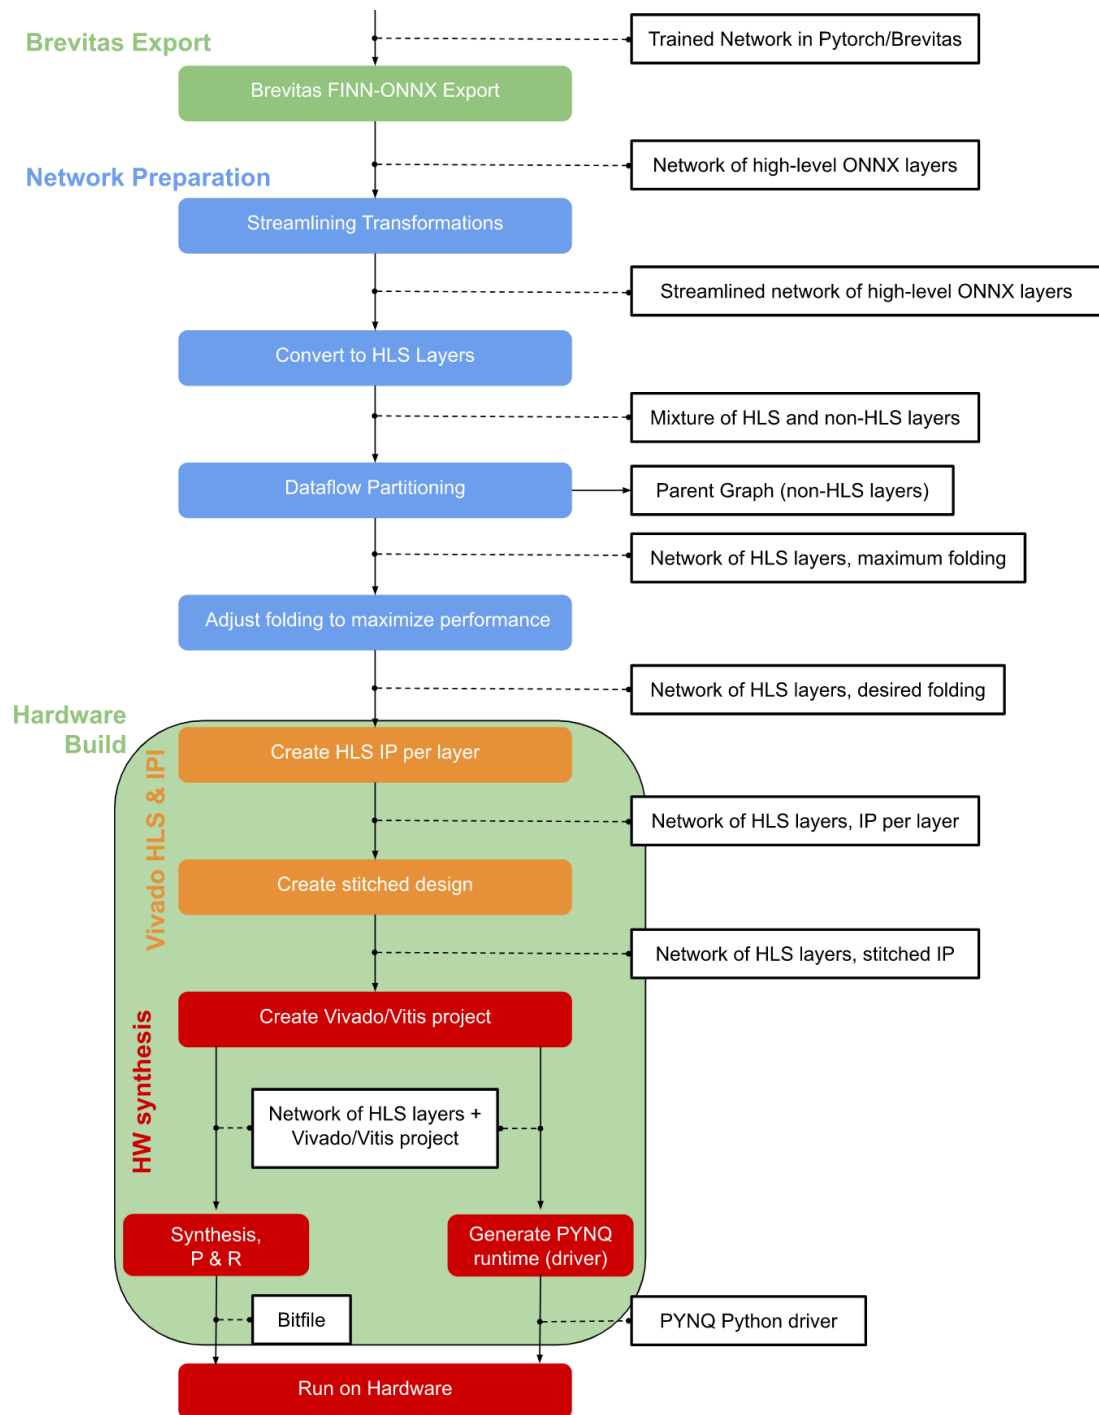 Brevitas Export
Trained Network in Pytorch/Brevitas
Brevitas FINN-ONNX Export
Network of high-level ONNX layers
Network Preparation
Streamlining Transformations
Streamlined network of high-level ONNX layers
Convert to HLS Layers
Mixture of HLS and non-HLS layers
Dataflow Partitioning
Parent Graph (non-HLS layers)
Network of HLS layers, maximum folding
Adjust folding to maximize performance
Network of HLS layers, desired folding
Hardware
Build
Vivado HLS & IPI
Create HLS IP per layer
Network of HLS layers, IP per layer
Create stitched design
Network of HLS layers, stitched IP
HW synthesis
Create Vivado/Vitis project
Network of HLS layers +
Vivado/Vitis project
Synthesis,
P & R
Generate PYNQ
runtime (driver)
Bitfile
PYNQ Python driver
Run on Hardware